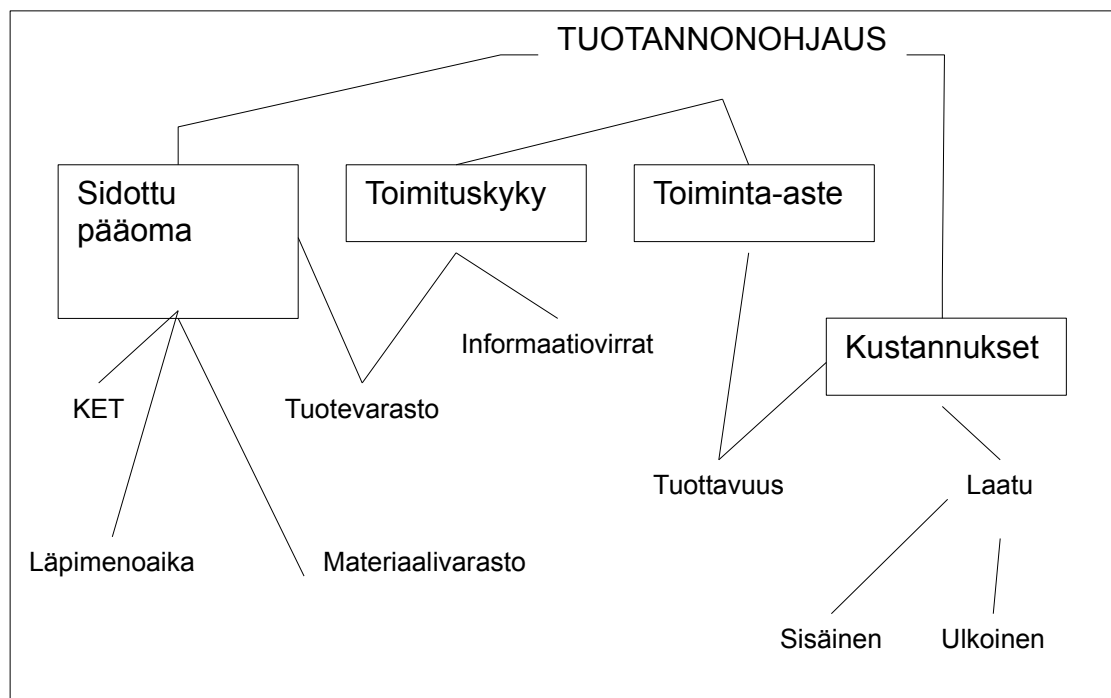 TUOTANNONOHJAUS
Sidottu
pääoma
Toimituskyky
Toiminta-aste
Informaatiovirrat
Kustannukset
KET
Tuotevarasto
Tuottavuus
Laatu
Läpimenoaika
Materiaalivarasto
Sisäinen
Ulkoinen